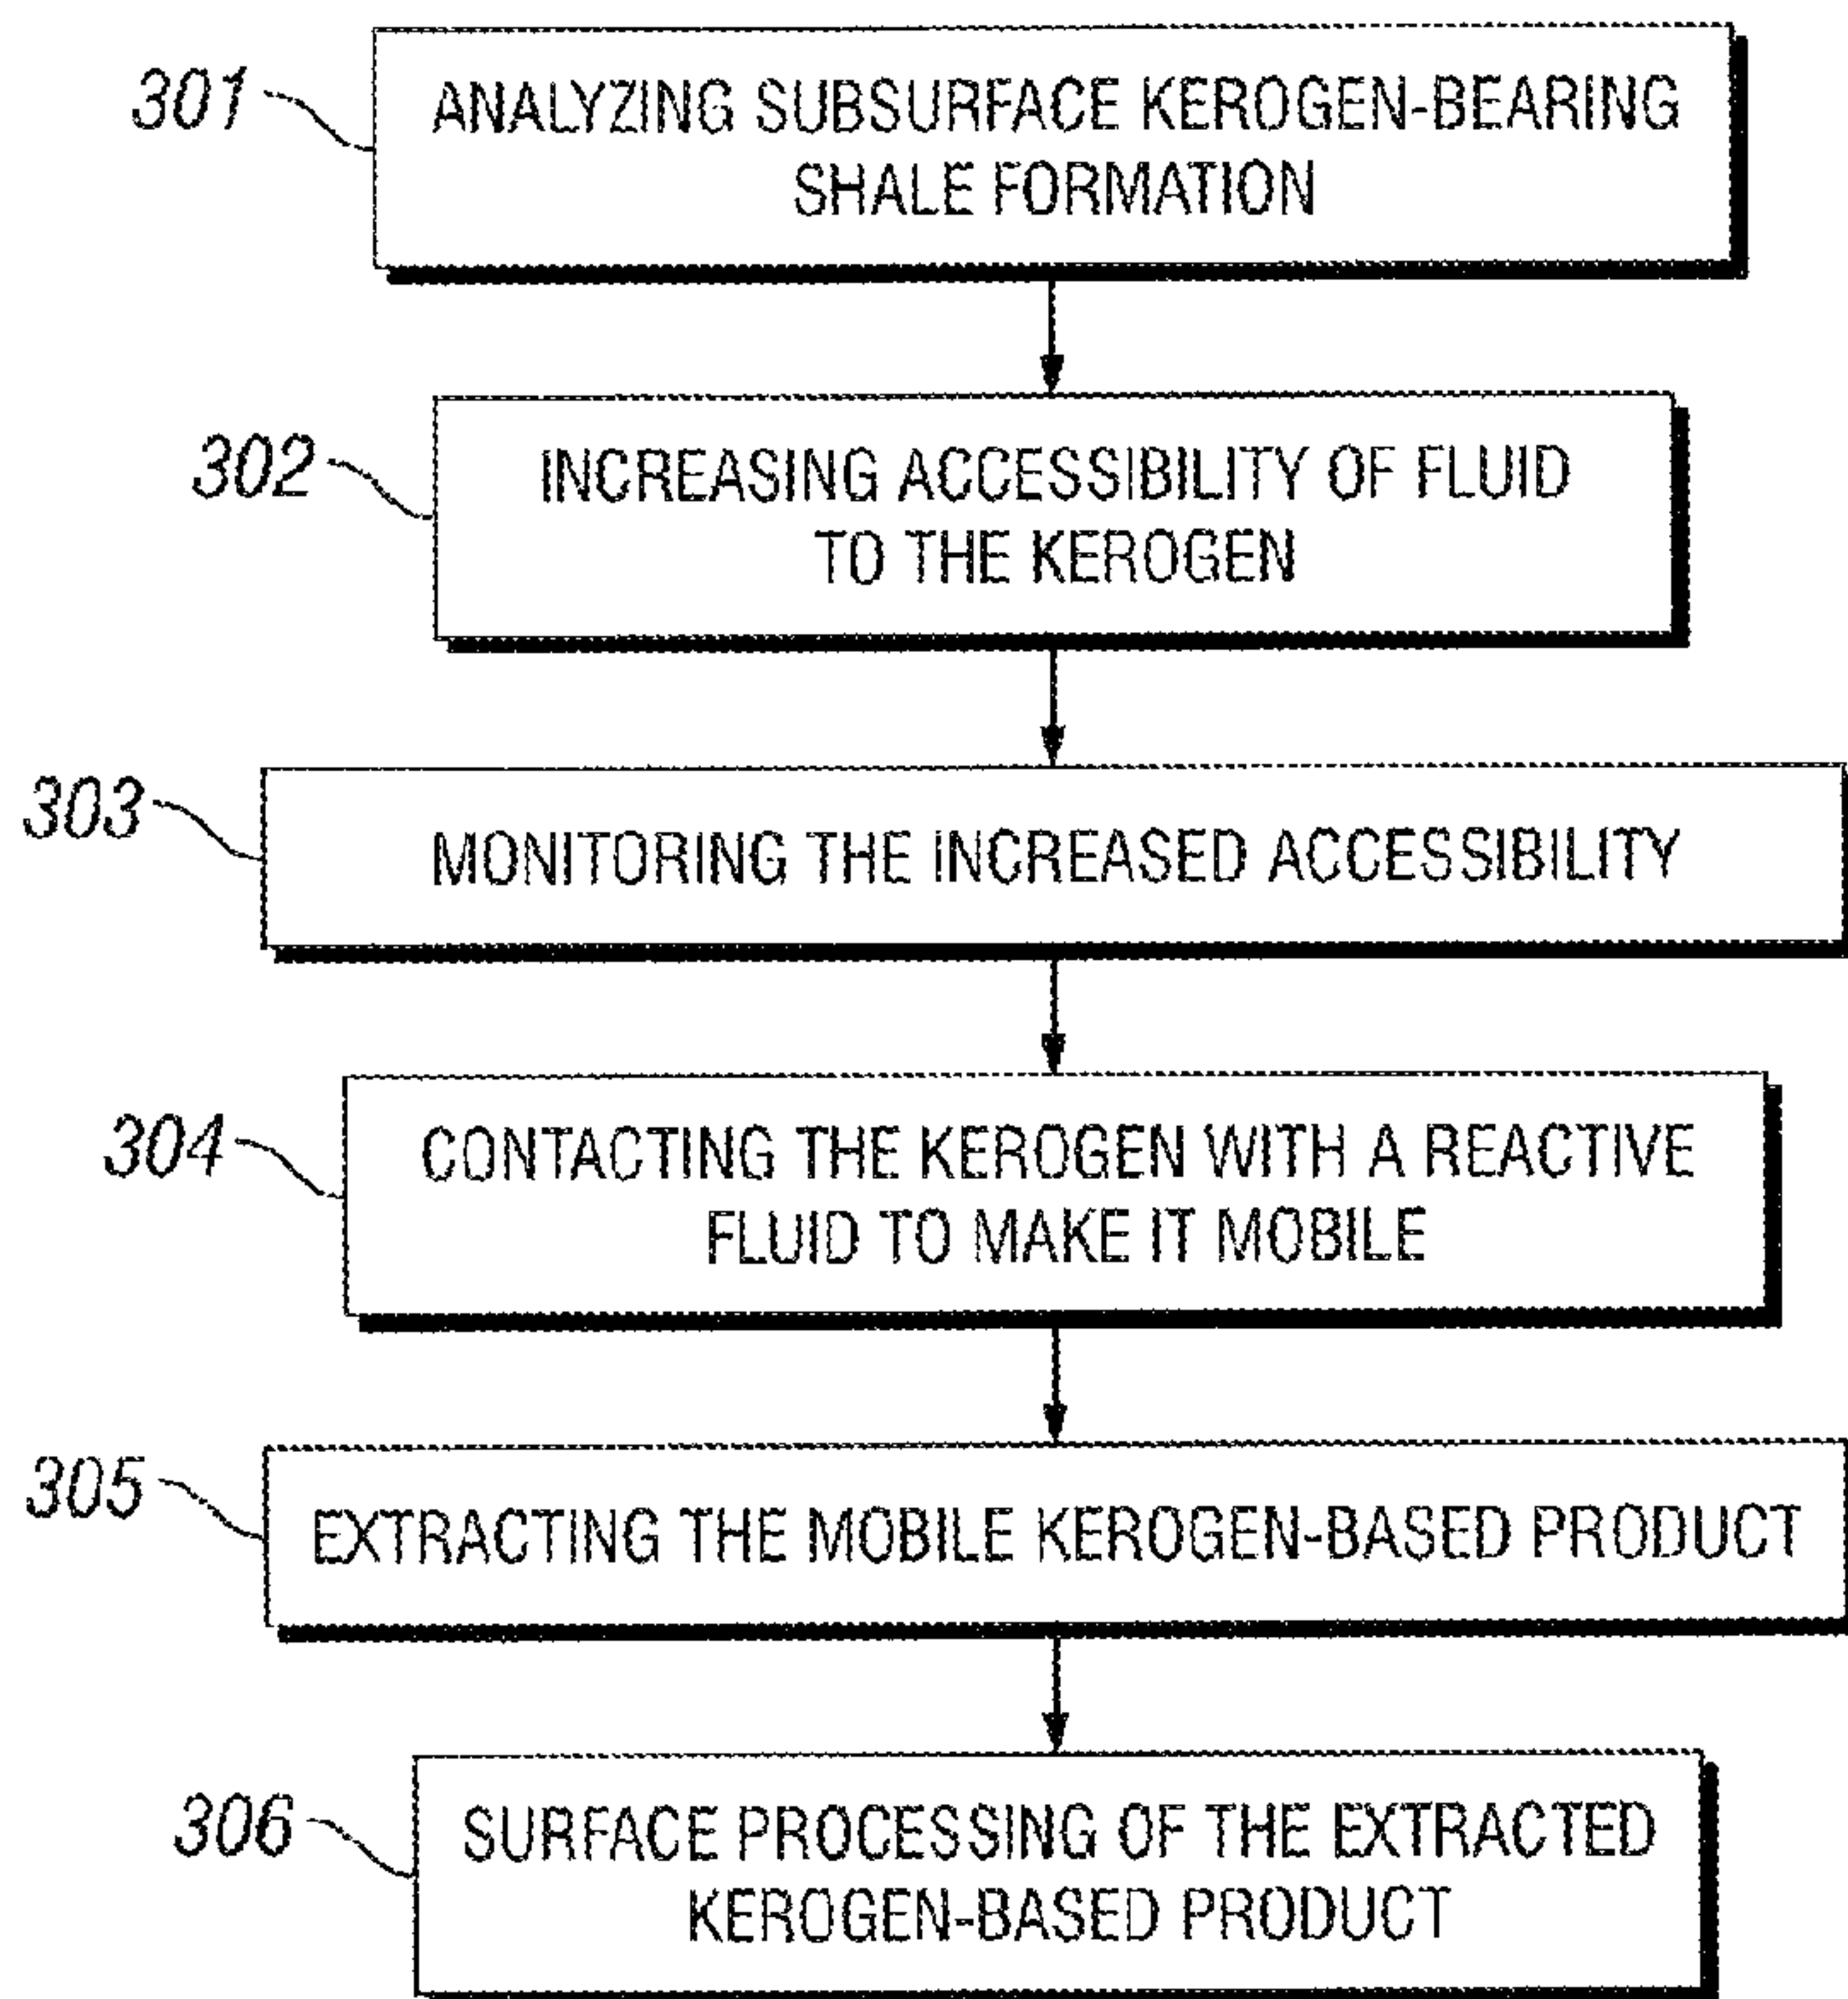 301
ANALYZING SUBSURFACE KEROGEN-BEARING
SHALE FORMATION
302
INCREASING ACCESSIBILITY OF FLUID
TO THE KEROGEN
303
MONITORING THE INCREASED ACCESSIBILITY
304
CONTACTING THE KEROGEN WITH A REACTIVE
FLUID TO MAKE IT MOBILE
305
EXTRACTING THE MOBILE KEROGEN-BASED PRODUCT
306
SURFACE PROCESSING OF THE EXTRACTED
KEROGEN-BASED PRODUCT